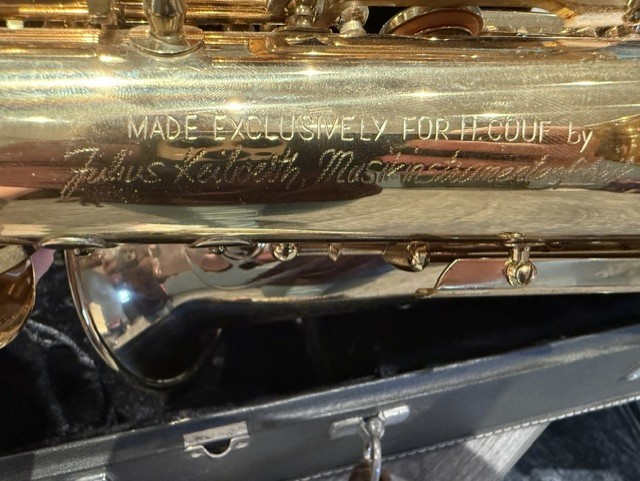 MADE EXCLUSIVELY FOR H.COUF by
Julius Keilwerth,